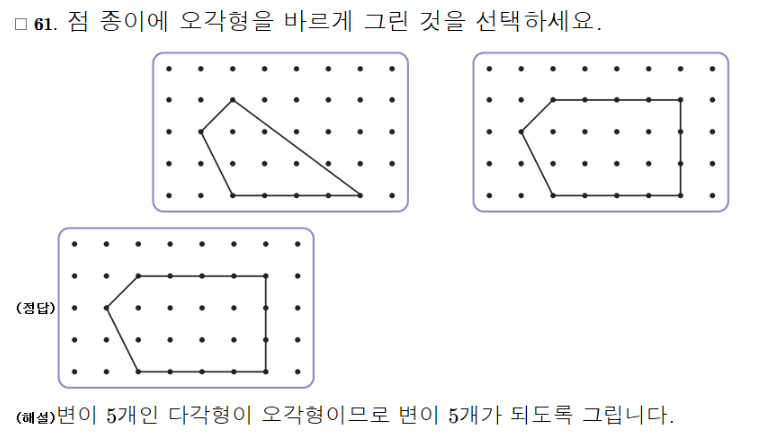 □ 61. 점 종이에 오각형을 바르게 그린 것을 선택하세요.
(정답)
(해설)변이 5개인 다각형이 오각형이므로 변이 5개가 되도록 그립니다.